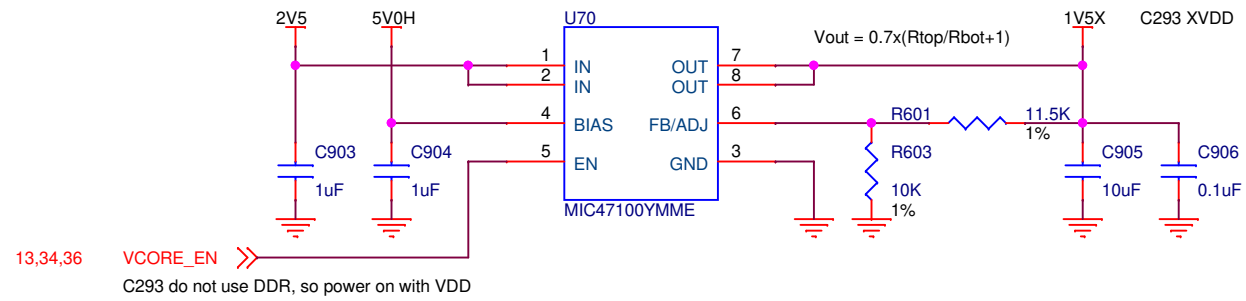 2V5 5V0H U70 1V5X C293 XVDD
Vout = 0.7x(Rtop/Rbot+1)
1 IN OUT 7
2 IN OUT 8
4 BIAS FB/ADJ 6 R601 11.5K
1%
5 EN GND 3
C903 C904 R603 C905 C906
1uF 1uF 10K 10uF 0.1uF
1%
MIC47100YMME
13,34,36 VCORE_EN
C293 do not use DDR, so power on with VDD